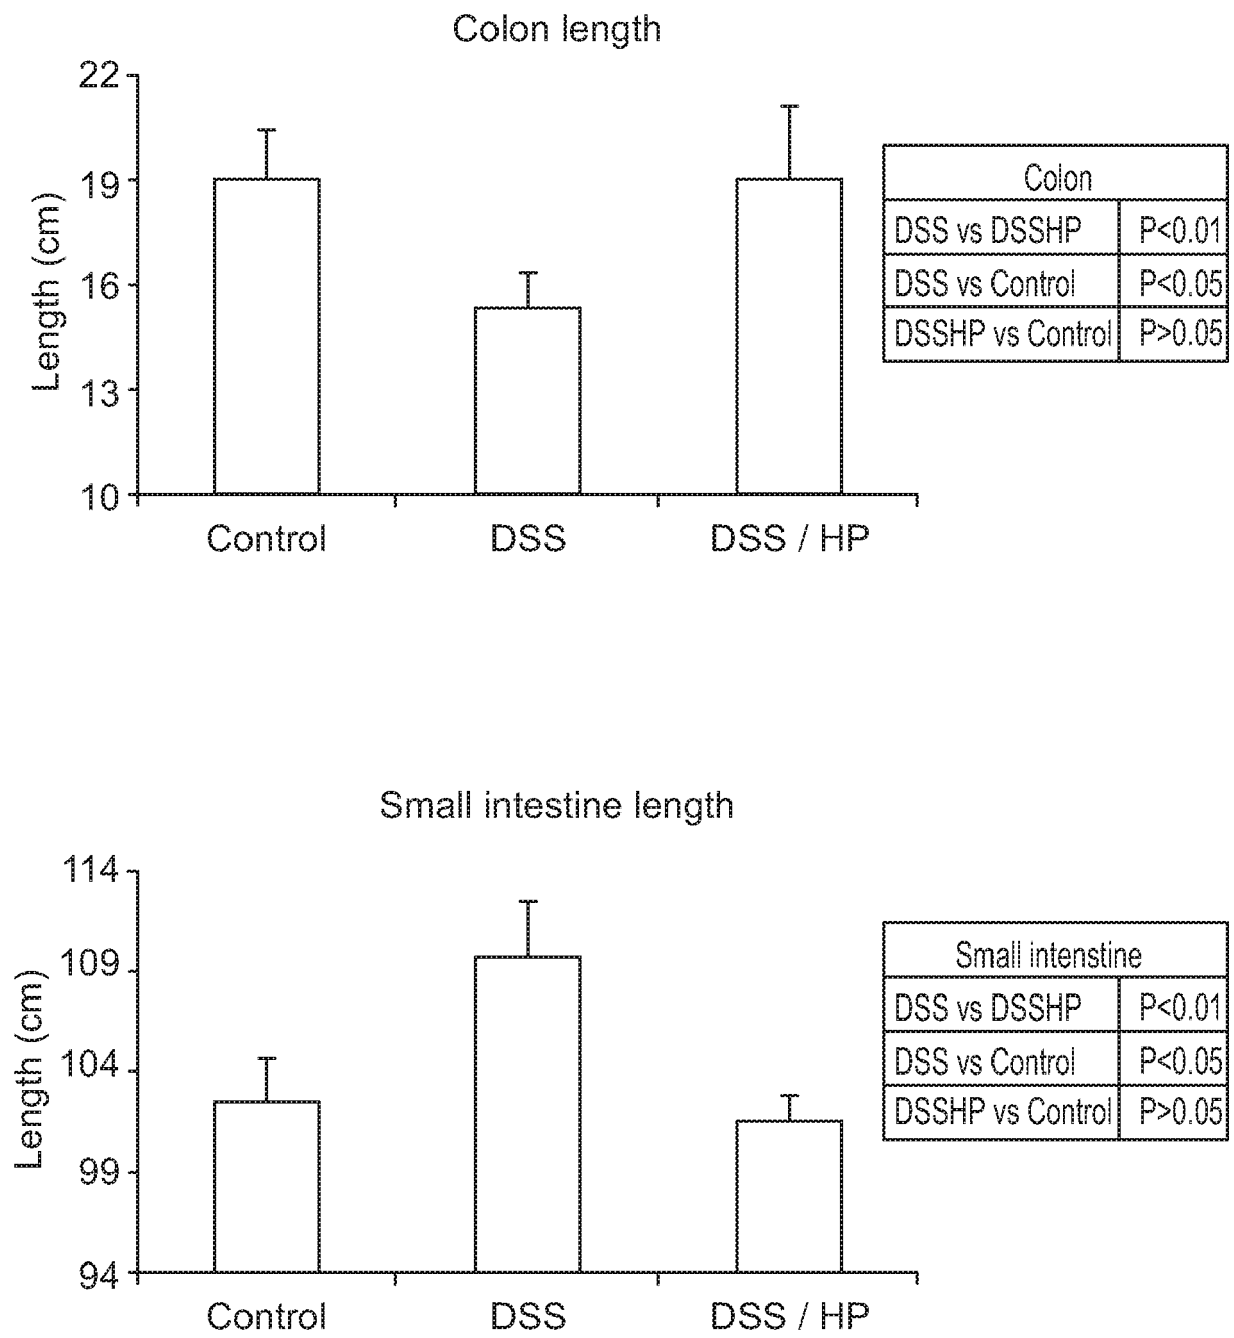 Colon length
22
19
16
13
10
Length (cm)
Control DSS DSS / HP
Colon
DSS vs DSSHP P<0.01
DSS vs Control P<0.05
DSSHP vs Control P>0.05
Small intestine length
114
109
104
99
94
Length (cm)
Control DSS DSS / HP
Small intenstine
DSS vs DSSHP P<0.01
DSS vs Control P<0.05
DSSHP vs Control P>0.05